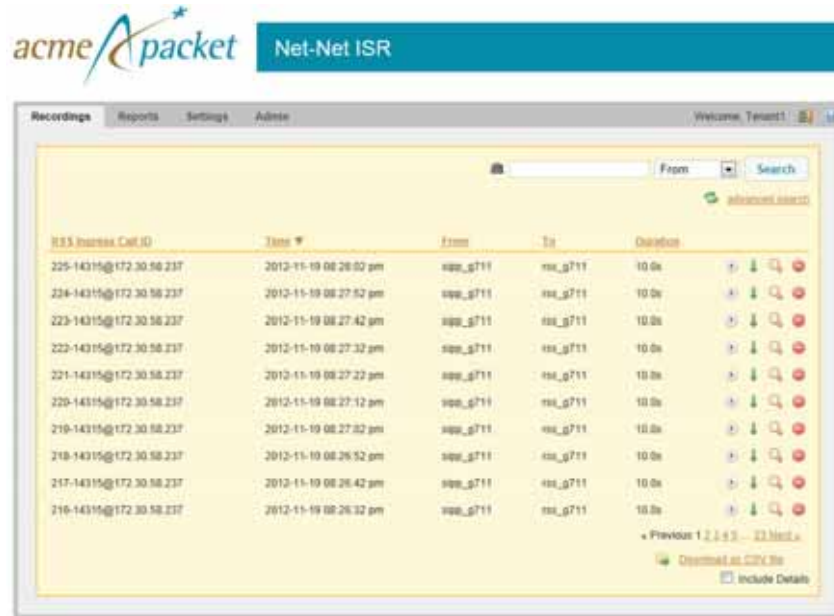 acme packet
Net-Net ISR
Recordings Reports Settings Admin Welcome, Tenant1
From Search
advanced search
RSS Ingress Call ID Time ▼ From To Duration
225-14315@172.30.58.237 2012-11-19 08:28:02 pm sipp_g711 rss_g711 10.0s
224-14315@172.30.58.237 2012-11-19 08:27:52 pm sipp_g711 rss_g711 10.0s
223-14315@172.30.58.237 2012-11-19 08:27:42 pm sipp_g711 rss_g711 10.0s
222-14315@172.30.58.237 2012-11-19 08:27:32 pm sipp_g711 rss_g711 10.0s
221-14315@172.30.58.237 2012-11-19 08:27:22 pm sipp_g711 rss_g711 10.0s
220-14315@172.30.58.237 2012-11-19 08:27:12 pm sipp_g711 rss_g711 10.0s
219-14315@172.30.58.237 2012-11-19 08:27:02 pm sipp_g711 rss_g711 10.0s
218-14315@172.30.58.237 2012-11-19 08:26:52 pm sipp_g711 rss_g711 10.0s
217-14315@172.30.58.237 2012-11-19 08:26:42 pm sipp_g711 rss_g711 10.0s
216-14315@172.30.58.237 2012-11-19 08:26:32 pm sipp_g711 rss_g711 10.0s
« Previous 1 2 3 4 5 ... 23 Next »
Download as CSV file
Include Details